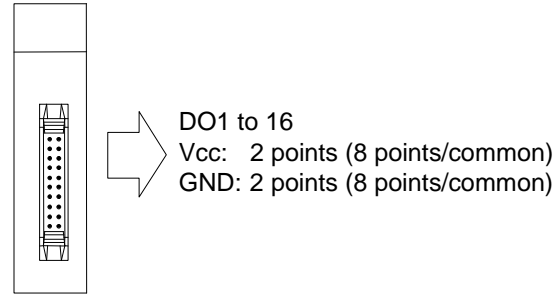 DO1 to 16
Vcc: 2 points (8 points/common)
GND: 2 points (8 points/common)